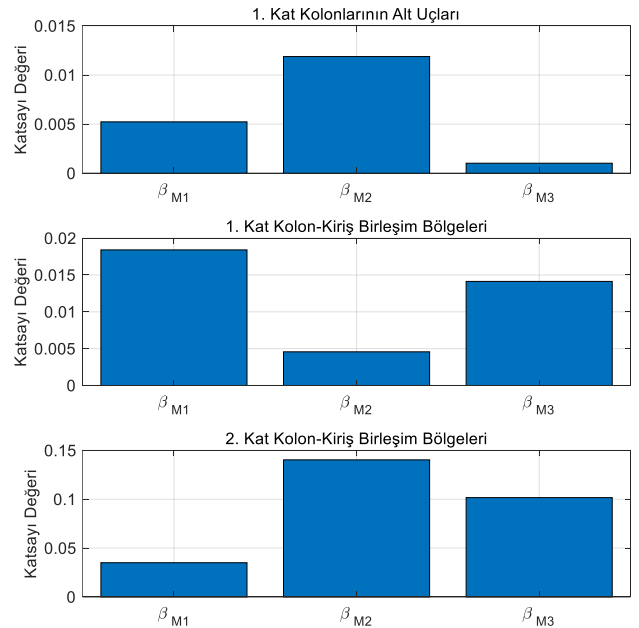 1. Kat Kolonlarının Alt Uçları
Katsayı Değeri
0.015
0.01
0.005
0
β M1
β M2
β M3
1. Kat Kolon-Kiriş Birleşim Bölgeleri
Katsayı Değeri
0.02
0.015
0.01
0.005
0
β M1
β M2
β M3
2. Kat Kolon-Kiriş Birleşim Bölgeleri
Katsayı Değeri
0.15
0.1
0.05
0
β M1
β M2
β M3